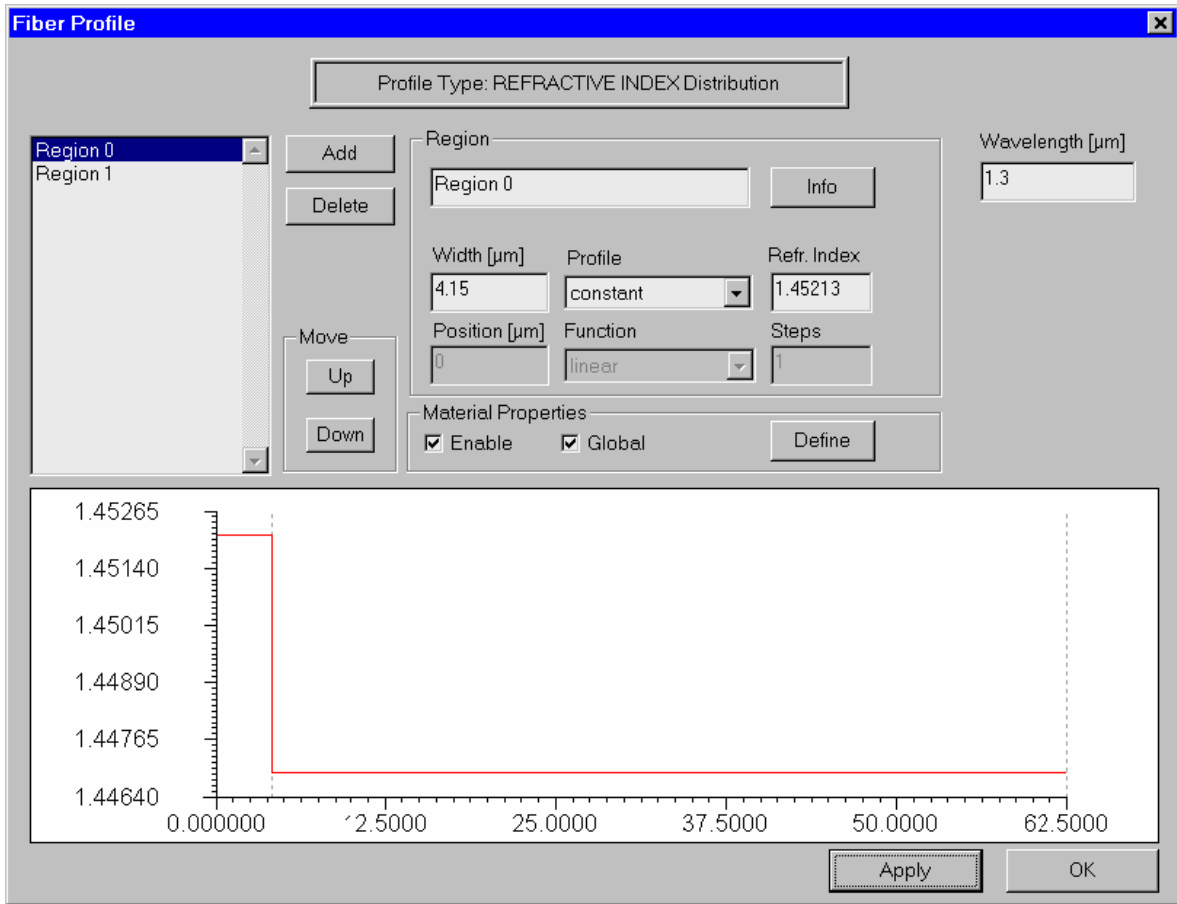 Fiber Profile
Profile Type: REFRACTIVE INDEX Distribution
Region 0
Region 1
Add
Delete
Move
Up
Down
Region
Region 0
Info
Width [µm]
Profile
Refr. Index
4.15
constant
1.45213
Position [µm]
Function
Steps
0
linear
1
Material Properties
Enable
Global
Define
Wavelength [µm]
1.3
1.45265
1.45140
1.45015
1.44890
1.44765
1.44640
0.000000
12.5000
25.0000
37.5000
50.0000
62.5000
Apply
OK